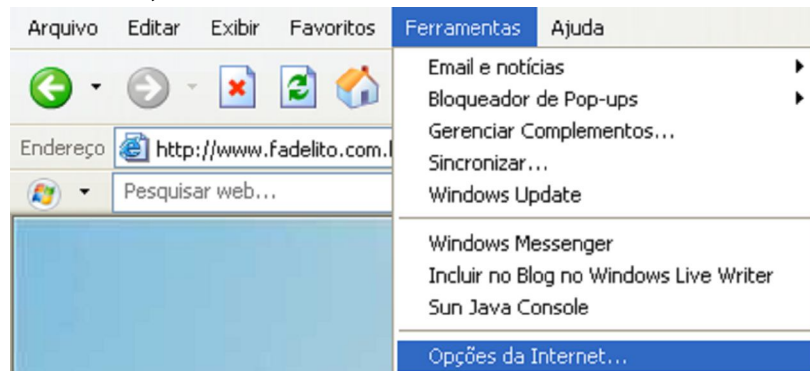 Arquivo Editar Exibir Favoritos Ferramentas Ajuda
Email e notícias
Bloqueador de Pop-ups
Gerenciar Complementos...
Sincronizar...
Windows Update
Windows Messenger
Incluir no Blog no Windows Live Writer
Sun Java Console
Opções da Internet...
Endereço http://www.fadelito.com.
Pesquisar web...